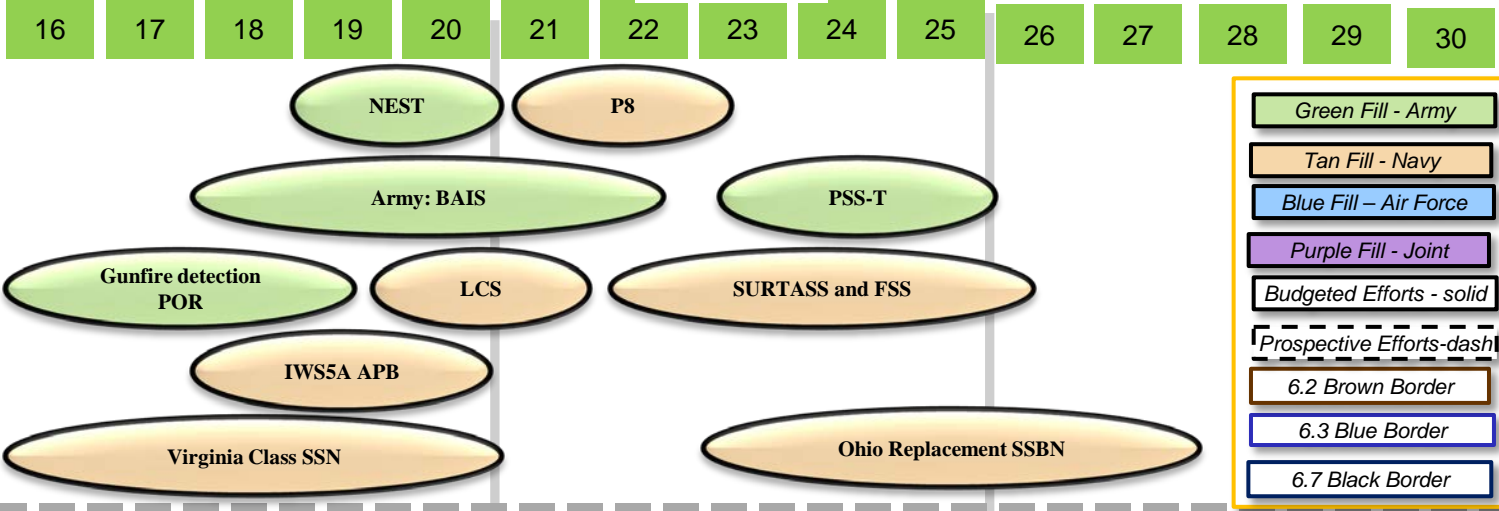 16 17 18 19 20 21 22 23 24 25 26 27 28 29 30
NEST
P8
Army: BAIS
PSS-T
Gunfire detection
POR
LCS
SURTASS and FSS
IWS5A APB
Virginia Class SSN
Ohio Replacement SSBN
Green Fill - Army
Tan Fill - Navy
Blue Fill – Air Force
Purple Fill - Joint
Budgeted Efforts - solid
Prospective Efforts-dash
6.2 Brown Border
6.3 Blue Border
6.7 Black Border